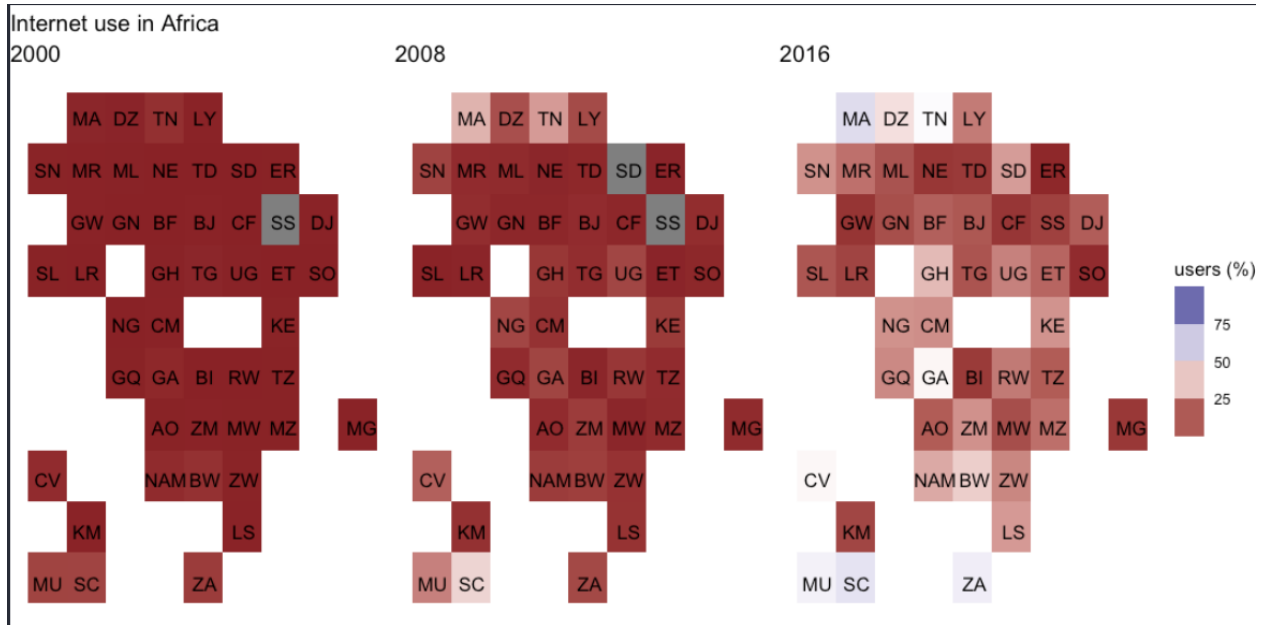 Internet use in Africa
2000 2008 2016
MA DZ TN LY MA DZ TN LY MA DZ TN LY
SN MR ML NE TD SD ER SN MR ML NE TD SD ER SN MR ML NE TD SD ER
GW GN BF BJ CF SS DJ GW GN BF BJ CF SS DJ GW GN BF BJ CF SS DJ
SL LR GH TG UG ET SO SL LR GH TG UG ET SO SL LR GH TG UG ET SO
users (%)
NG CM KE NG CM KE NG CM KE
75
50
GQ GA BI RW TZ GQ GA BI RW TZ GQ GA BI RW TZ
25
AO ZM MW MZ MG AO ZM MW MZ MG AO ZM MW MZ MG
CV NAM BW ZW CV NAM BW ZW CV NAM BW ZW
KM LS KM LS KM LS
MU SC ZA MU SC ZA MU SC ZA